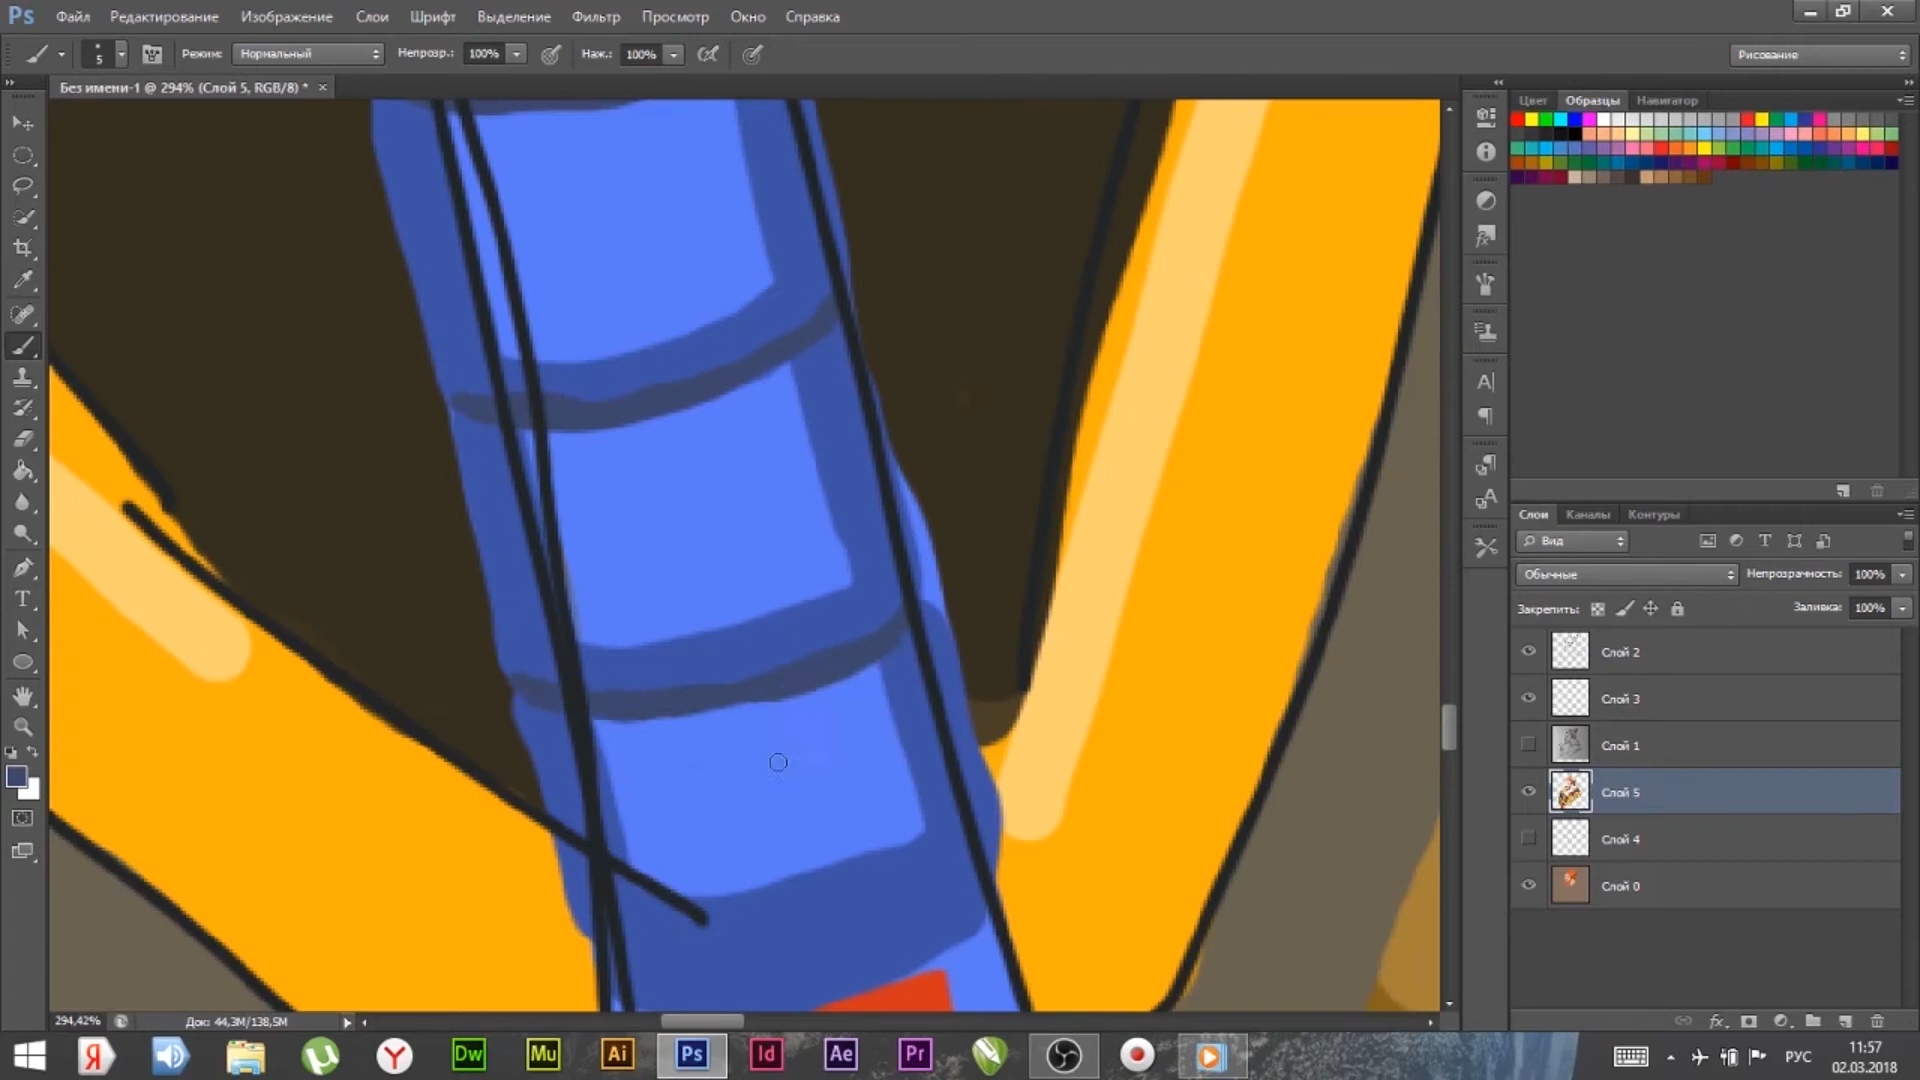 Ps Файл Редактирование Изображение Слои Шрифт Выделение Фильтр Просмотр Окно Справка
5 Режим: Нормальный Непрозр.: 100% Наж.: 100% Рисование
Без имени-1 @ 294% (Слой 5, RGB/8) * ×
Цвет Образцы Навигатор
Слои Каналы Контуры
Вид
Обычные Непрозрачность: 100%
Закрепить: Заливка: 100%
Слой 2
Слой 3
Слой 1
Слой 5
Слой 4
Слой 0
294,42% Док: 44,3M/138,5M
Я Y Dw Mu Ai Ps Id Ae Pr РУС 11:57
02.03.2018